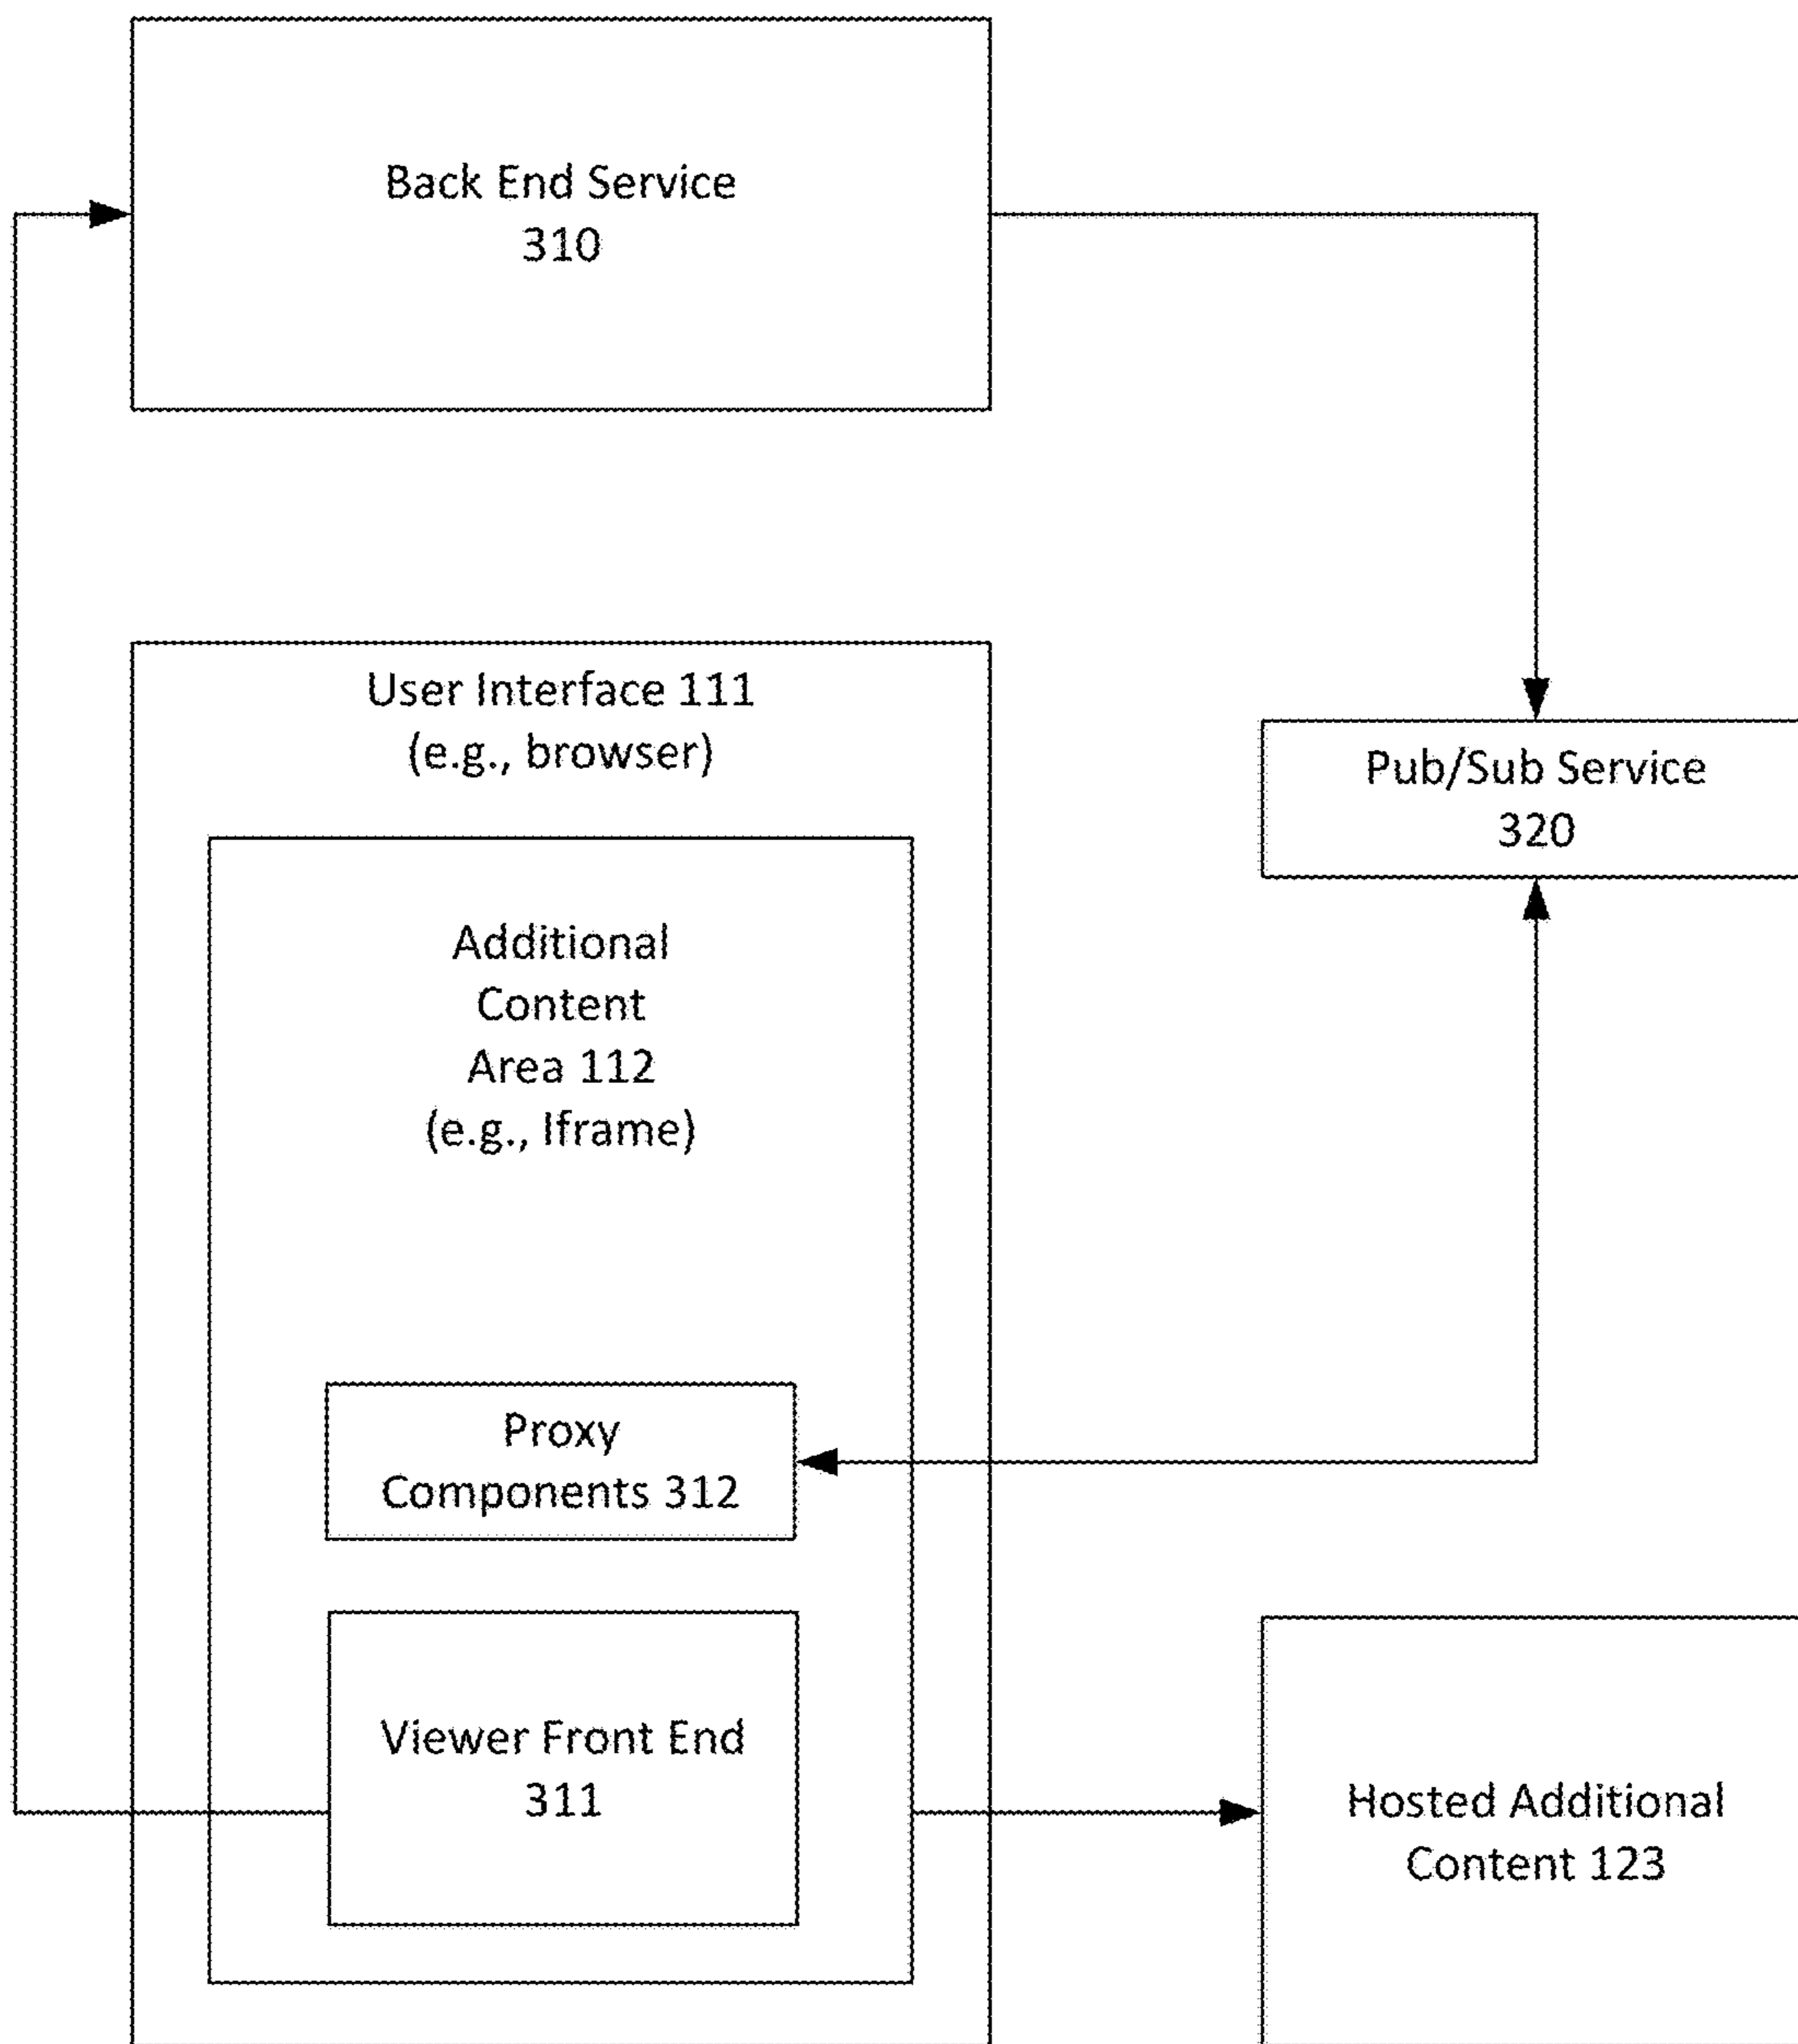 Back End Service
310
User Interface 111
(e.g., browser)
Pub/Sub Service
320
Additional
Content
Area 112
(e.g., Iframe)
Proxy
Components 312
Viewer Front End
311
Hosted Additional
Content 123